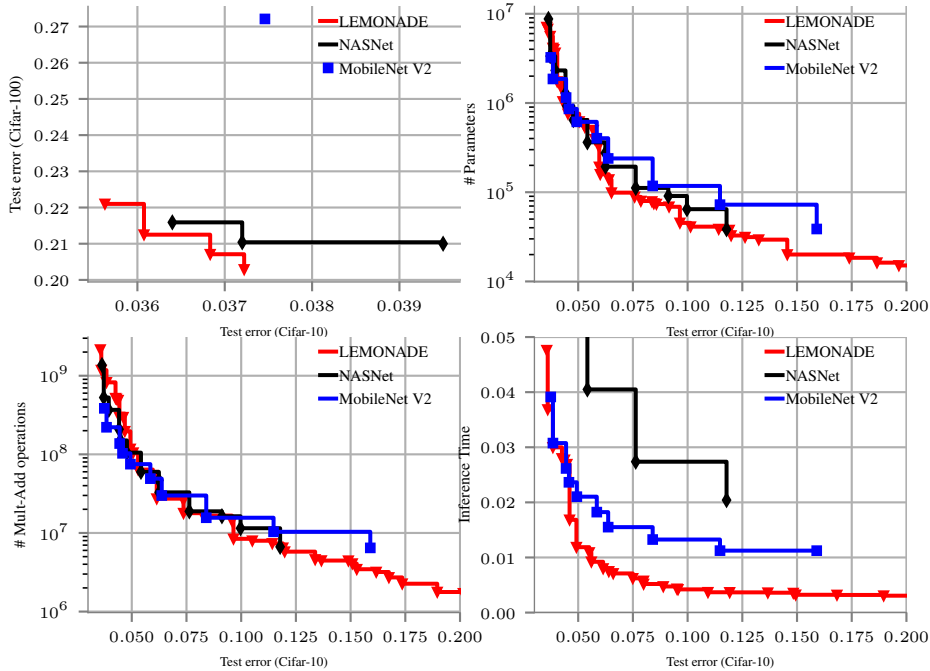 Test error (Cifar-100)
0.27
0.26
0.25
0.24
0.23
0.22
0.21
0.20
LEMONADE
NASNet
MobileNet V2
0.036
0.037
0.038
0.039
Test error (Cifar-10)
# Parameters
10^7
10^6
10^5
10^4
LEMONADE
NASNet
MobileNet V2
0.050
0.075
0.100
0.125
0.150
0.175
0.200
Test error (Cifar-10)
# Mult-Add operations
10^9
10^8
10^7
10^6
LEMONADE
NASNet
MobileNet V2
0.050
0.075
0.100
0.125
0.150
0.175
0.200
Test error (Cifar-10)
Inference Time
0.05
0.04
0.03
0.02
0.01
0.00
LEMONADE
NASNet
MobileNet V2
0.050
0.075
0.100
0.125
0.150
0.175
0.200
Test error (Cifar-10)